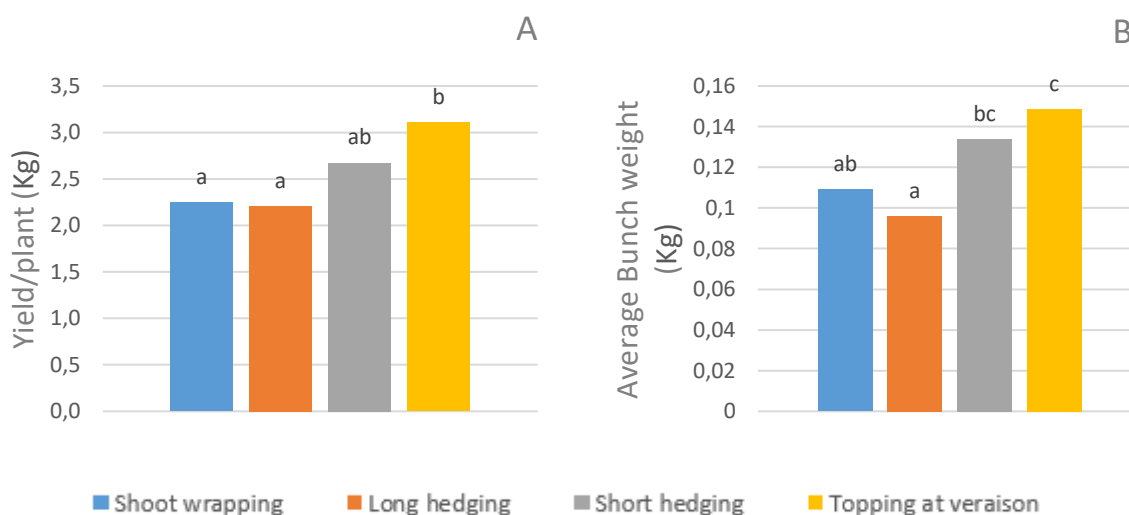 A
Yield/plant (Kg)
3,5
3,0
2,5
2,0
1,5
1,0
0,5
0,0
a
a
ab
b
B
Average Bunch weight
(Kg)
0,16
0,14
0,12
0,1
0,08
0,06
0,04
0,02
0
ab
a
bc
c
Shoot wrapping
Long hedging
Short hedging
Topping at veraison